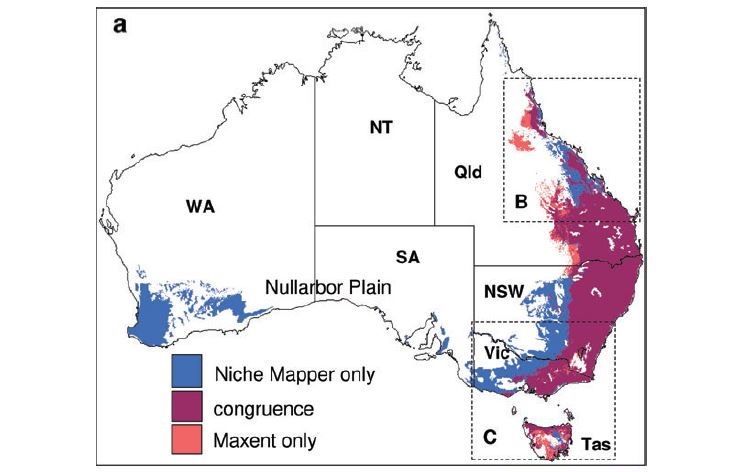 a
NT
Qld
WA
B
SA
Nullarbor Plain
NSW
Vic
Niche Mapper only
congruence
Maxent only
C
Tas